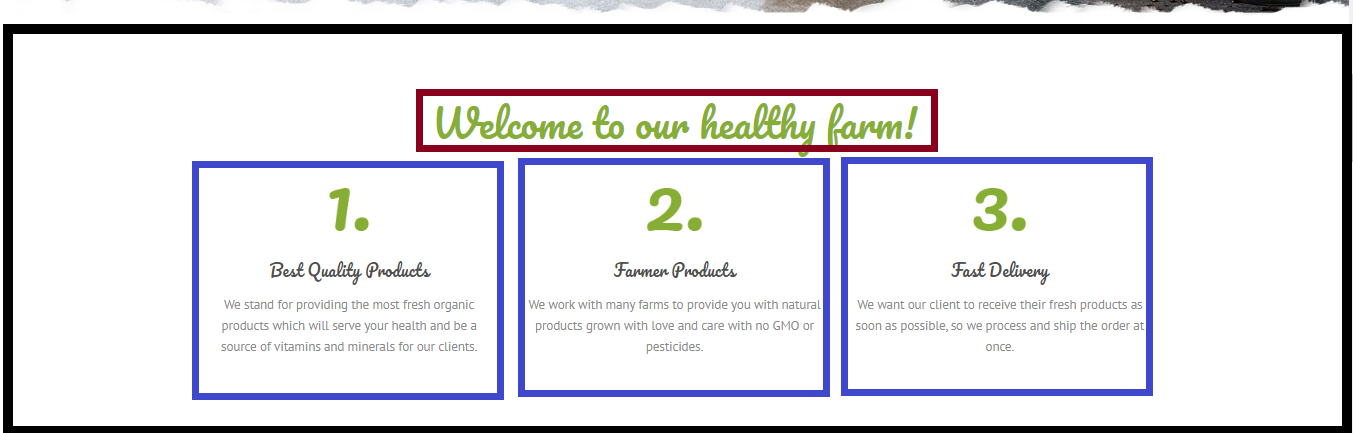 Welcome to our healthy farm!
1.
Best Quality Products
We stand for providing the most fresh organic
products which will serve your health and be a
source of vitamins and minerals for our clients.
2.
Farmer Products
We work with many farms to provide you with natural
products grown with love and care with no GMO or
pesticides.
3.
Fast Delivery
We want our client to receive their fresh products as
soon as possible, so we process and ship the order at
once.